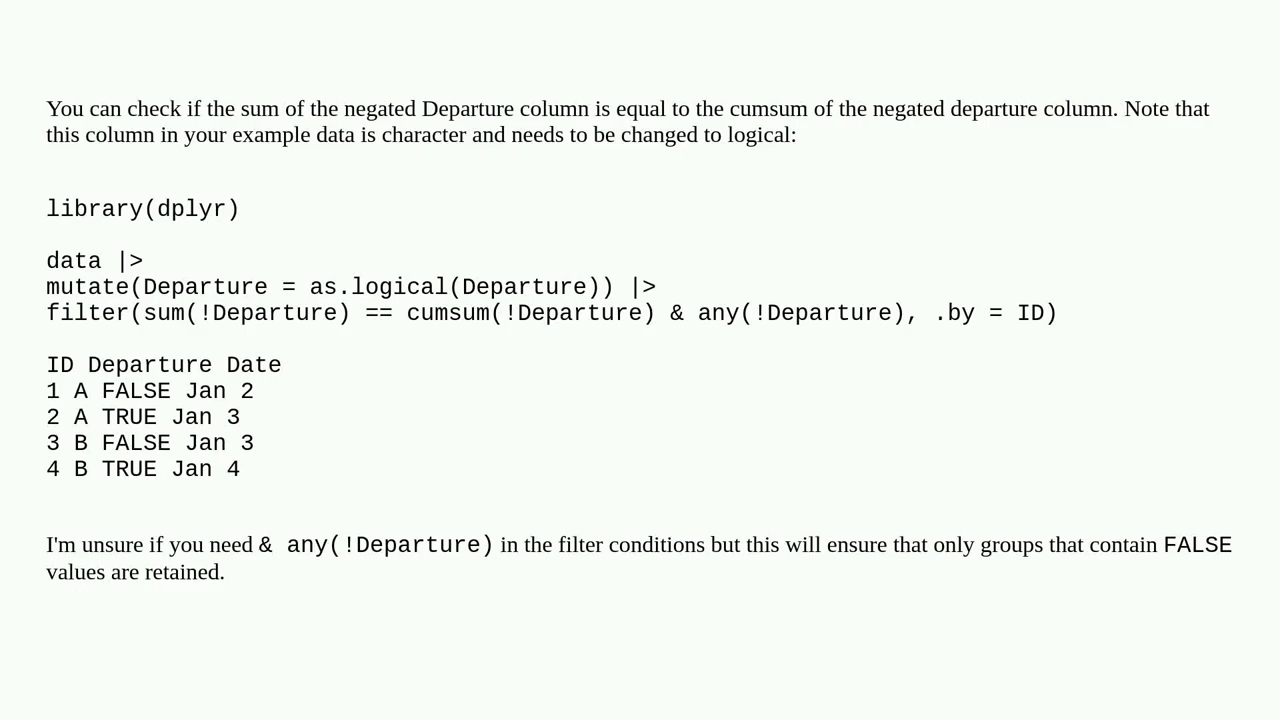 You can check if the sum of the negated Departure column is equal to the cumsum of the negated departure column. Note that
this column in your example data is character and needs to be changed to logical:
library(dplyr)
data |>
mutate(Departure = as.logical(Departure)) |>
filter(sum(!Departure) == cumsum(!Departure) & any(!Departure), .by = ID)
ID Departure Date
1 A FALSE Jan 2
2 A TRUE Jan 3
3 B FALSE Jan 3
4 B TRUE Jan 4
I'm unsure if you need & any(!Departure) in the filter conditions but this will ensure that only groups that contain FALSE
values are retained.